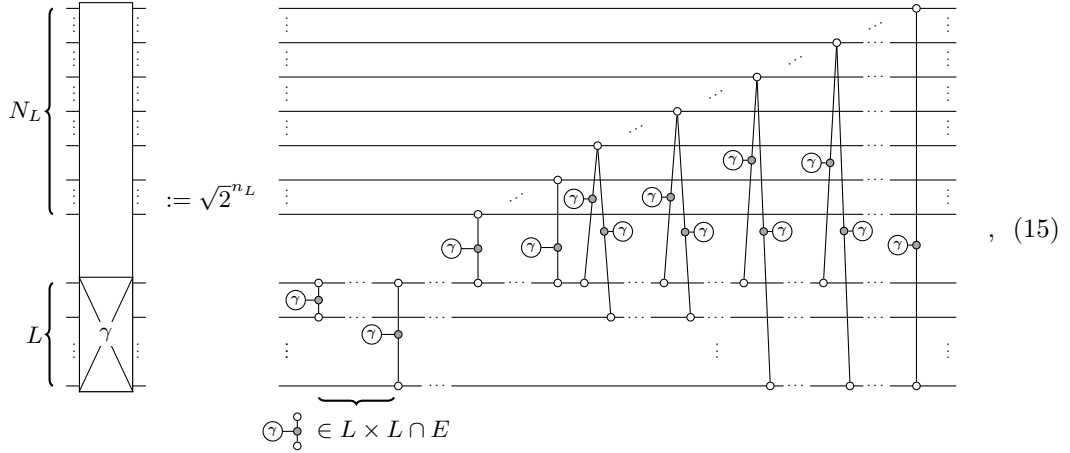 N_L
:= √2^{n_L}
γ γ γ γ
γ γ γ γ γ γ γ
, (15)
γ
L
γ
γ
γ ∈ L × L ∩ E